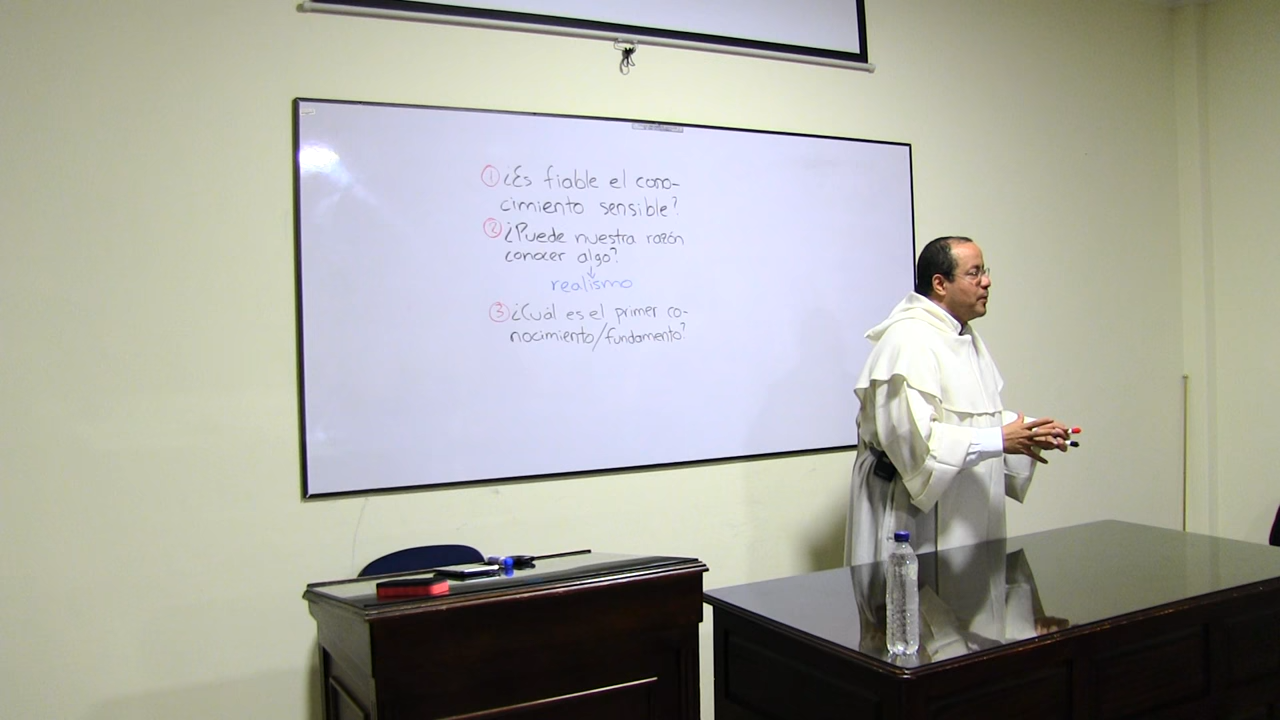 ① ¿Es fiable el cono-
cimiento sensible?
② ¿Puede nuestra razón
conocer algo?
↓
realismo
③ ¿Cuál es el primer co-
nocimiento/fundamento?